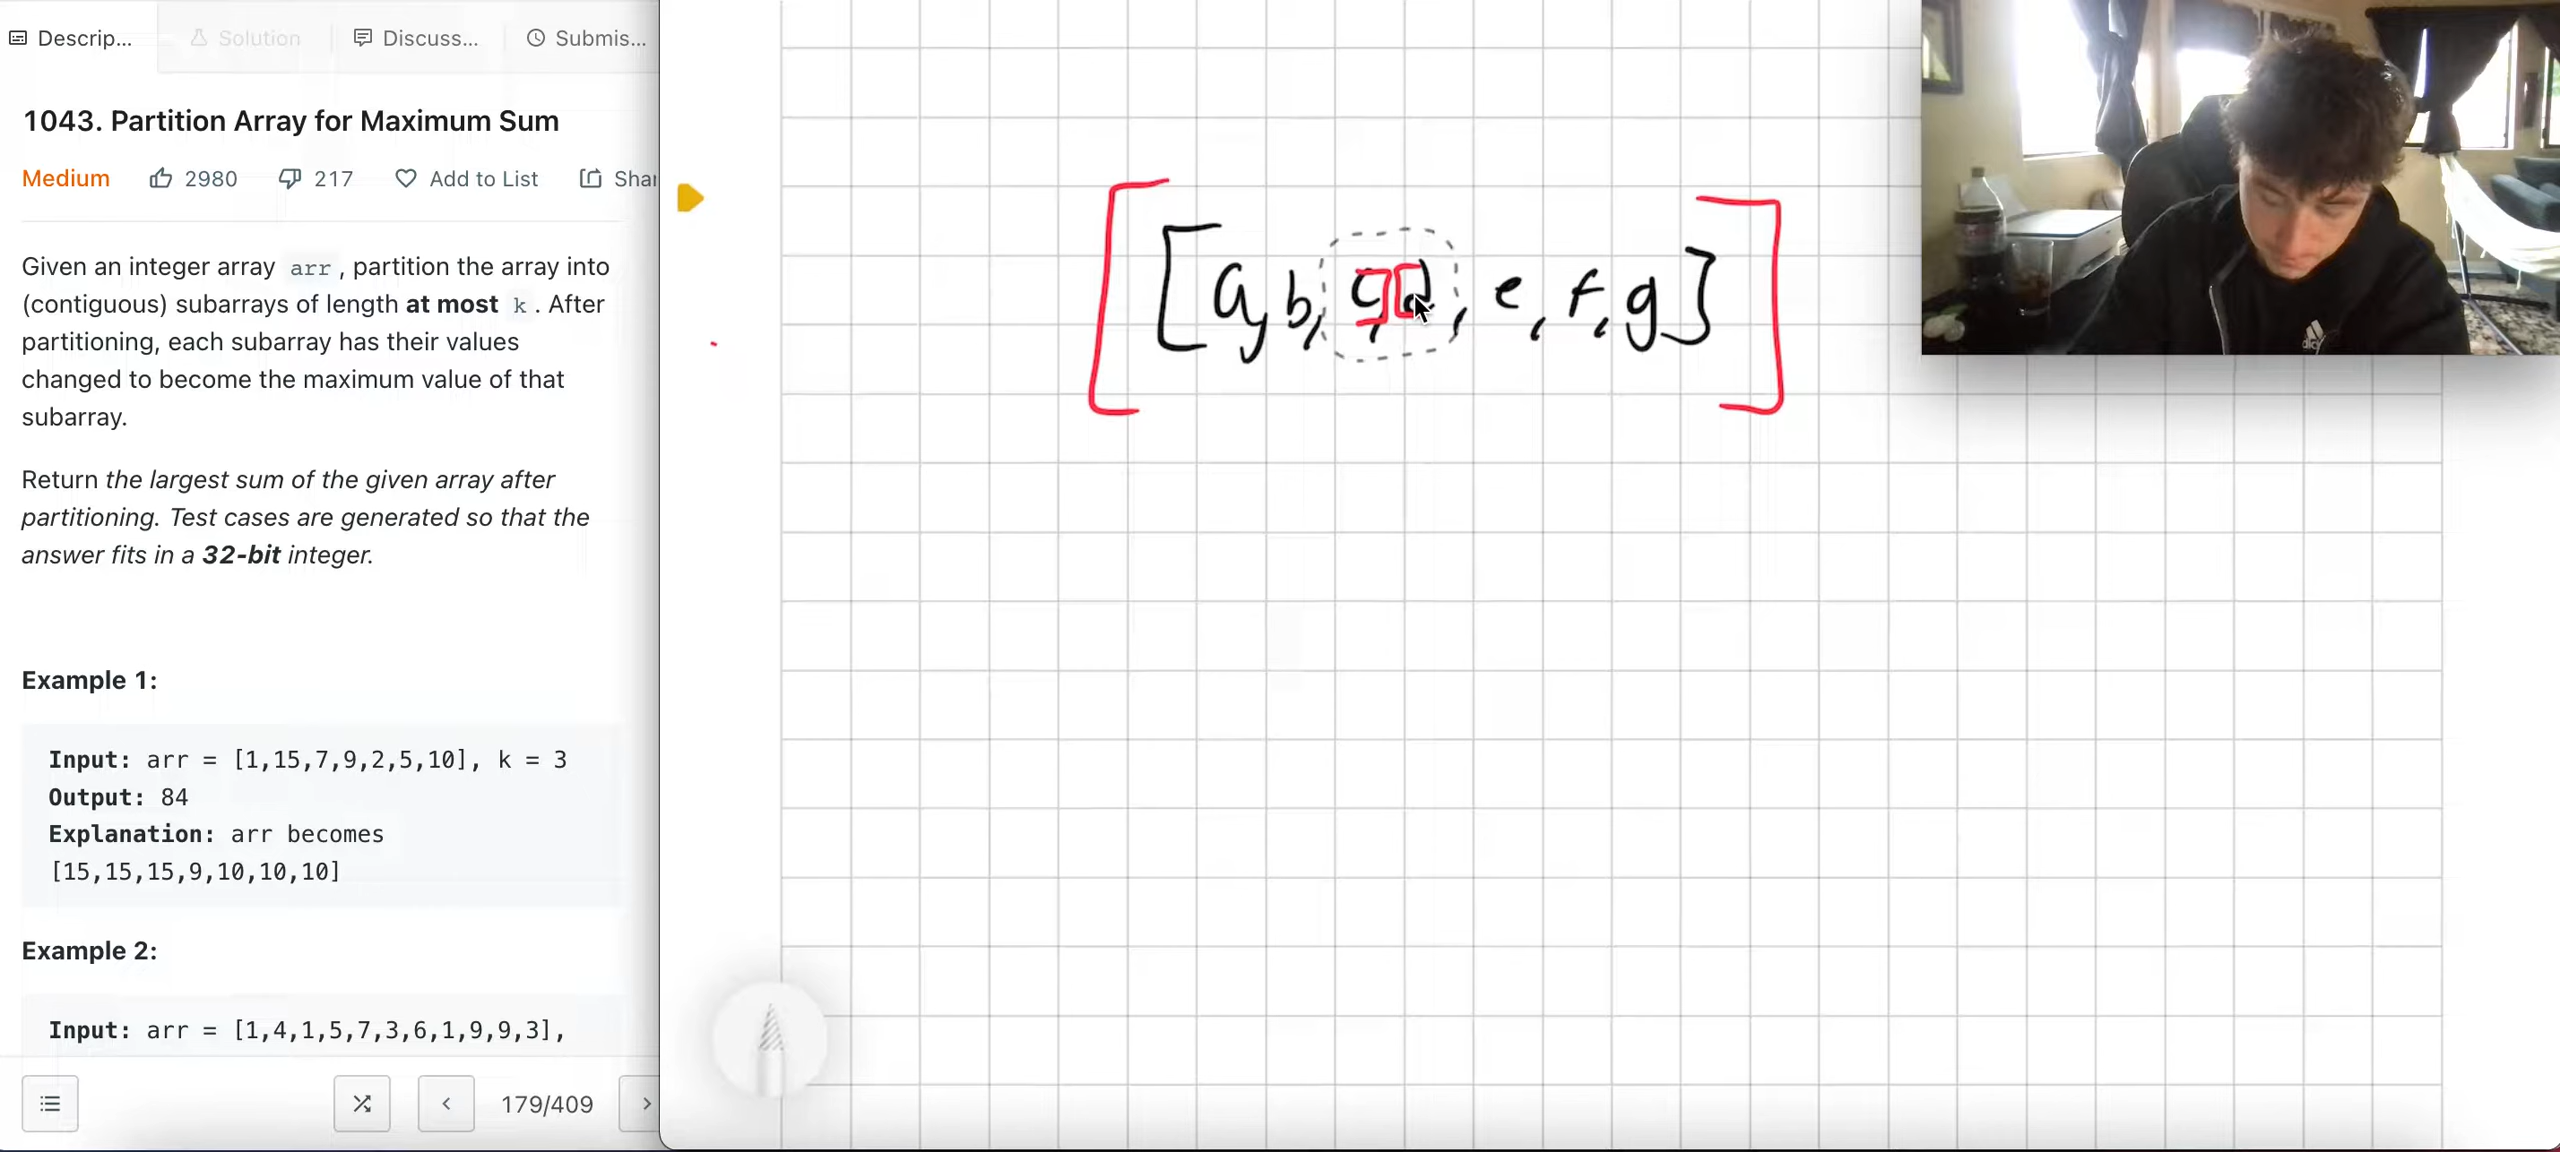 Descrip...
Solution
Discuss...
Submis...
1043. Partition Array for Maximum Sum
Medium 2980 217 Add to List Shar
Given an integer array arr , partition the array into
(contiguous) subarrays of length at most k . After
partitioning, each subarray has their values
changed to become the maximum value of that
subarray.
Return the largest sum of the given array after
partitioning. Test cases are generated so that the
answer fits in a 32-bit integer.
Example 1:
Input: arr = [1,15,7,9,2,5,10], k = 3
Output: 84
Explanation: arr becomes
[15,15,15,9,10,10,10]
Example 2:
Input: arr = [1,4,1,5,7,3,6,1,9,9,3],
179/409
[ [a, b, c, ] [ d, e, f, g] ]